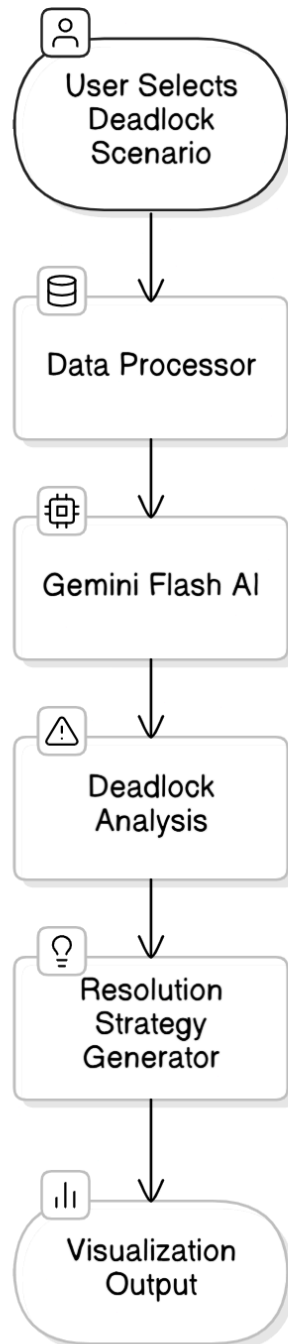 User Selects
Deadlock
Scenario
Data Processor
Gemini Flash AI
Deadlock
Analysis
Resolution
Strategy
Generator
Visualization
Output